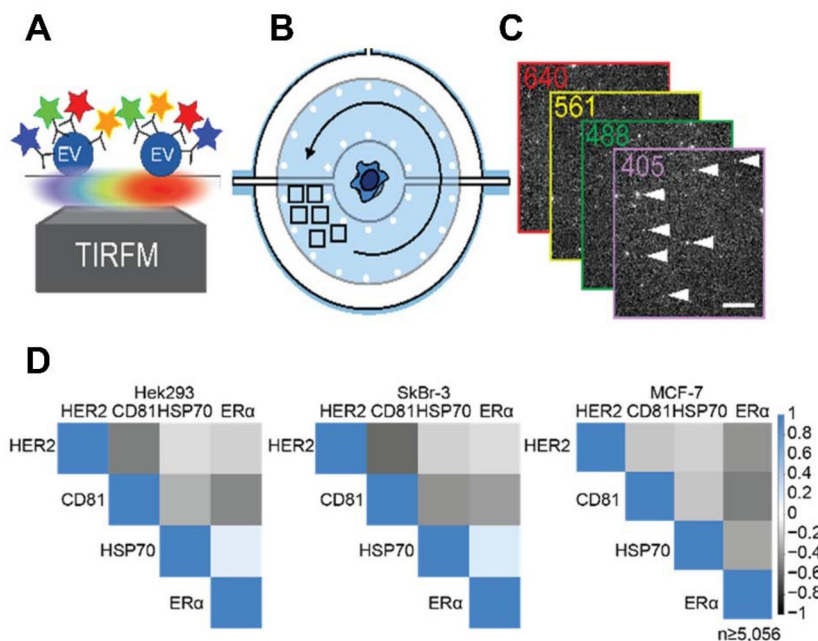 A
B
C
EV
EV
TIRFM
640
561
488
405
D
Hek293
HER2 CD81 HSP70 ERα
HER2
CD81
HSP70
ERα
SkBr-3
HER2 CD81 HSP70 ERα
HER2
CD81
HSP70
ERα
MCF-7
HER2 CD81 HSP70 ERα
HER2
CD81
HSP70
ERα
1
0.8
0.6
0.4
0.2
0
−0.2
−0.4
−0.6
−0.8
−1
n≥5,056